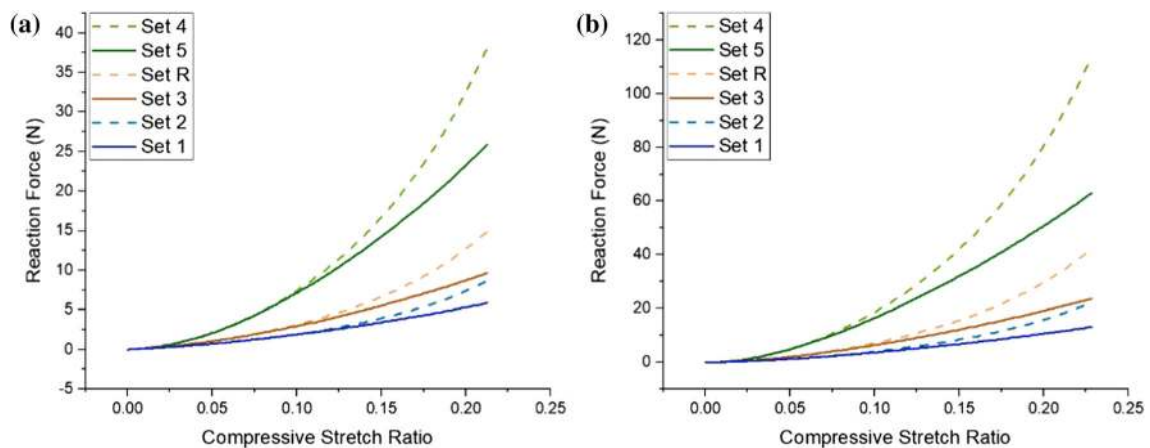 (a)
Set 4
Set 5
Set R
Set 3
Set 2
Set 1
Reaction Force (N)
40
35
30
25
20
15
10
5
0
-5
0.00 0.05 0.10 0.15 0.20 0.25
Compressive Stretch Ratio
(b)
Set 4
Set 5
Set R
Set 3
Set 2
Set 1
Reaction Force (N)
120
100
80
60
40
20
0
0.00 0.05 0.10 0.15 0.20 0.25
Compressive Stretch Ratio